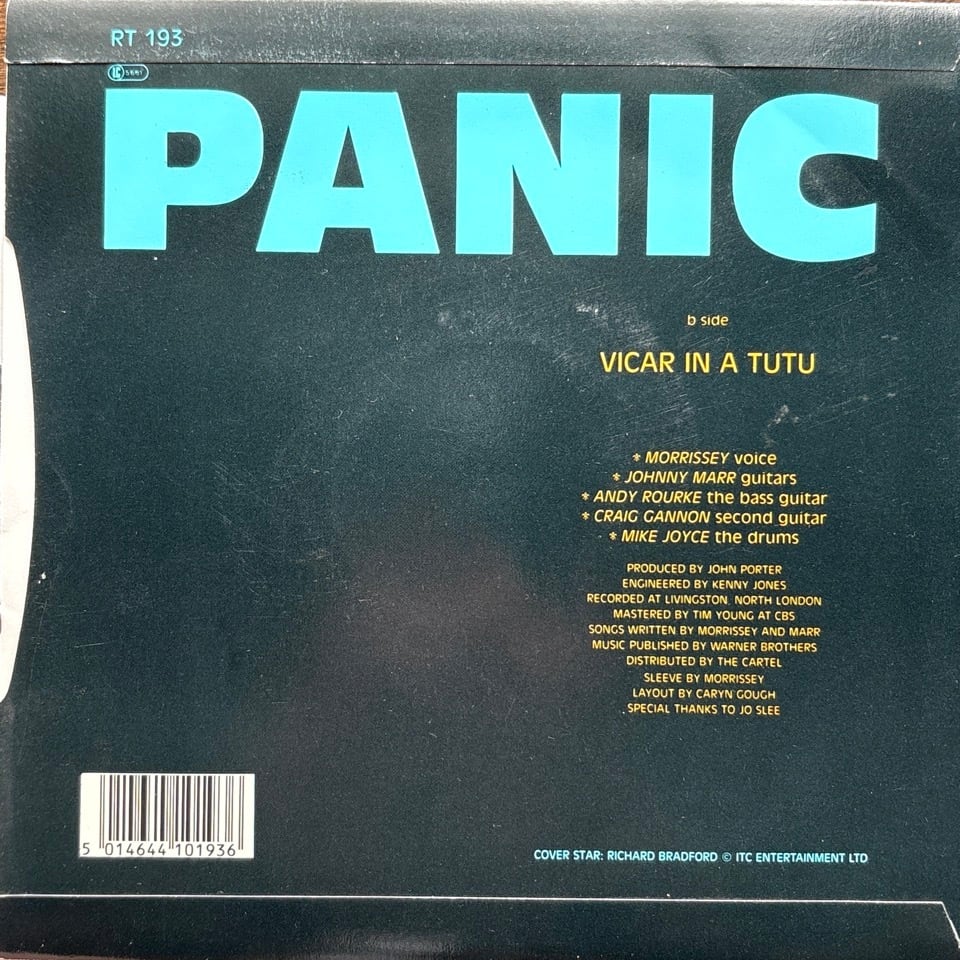 RT 193
LC 5661
PANIC
b side
VICAR IN A TUTU
* MORRISSEY voice
* JOHNNY MARR guitars
* ANDY ROURKE the bass guitar
* CRAIG GANNON second guitar
* MIKE JOYCE the drums
PRODUCED BY JOHN PORTER
ENGINEERED BY KENNY JONES
RECORDED AT LIVINGSTON, NORTH LONDON
MASTERED BY TIM YOUNG AT CBS
SONGS WRITTEN BY MORRISSEY AND MARR
MUSIC PUBLISHED BY WARNER BROTHERS
DISTRIBUTED BY THE CARTEL
SLEEVE BY MORRISSEY
LAYOUT BY CARYN GOUGH
SPECIAL THANKS TO JO SLEE
5 014644 101936
COVER STAR: RICHARD BRADFORD © ITC ENTERTAINMENT LTD